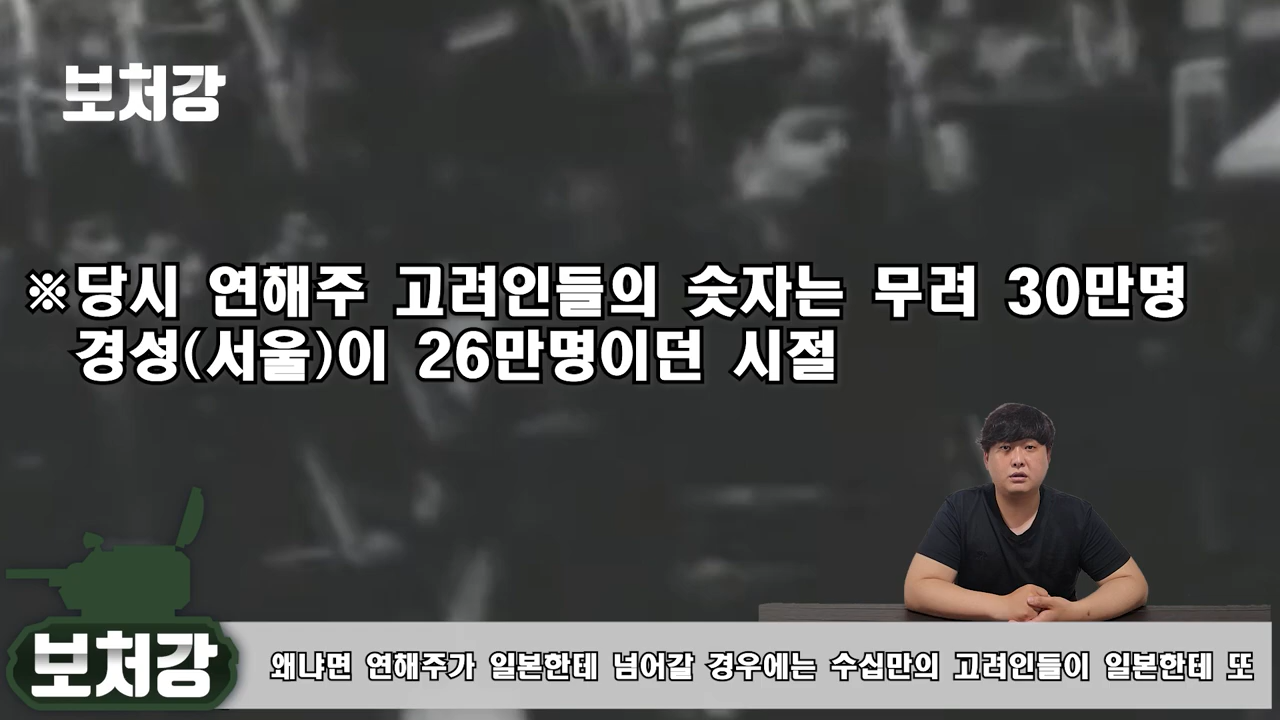 보처강
※당시 연해주 고려인들의 숫자는 무려 30만명
경셩(서울)이 26만명이던 시절
보처강
왜냐면 연해주가 일본한테 넘어갈 경우에는 수십만의 고려인들이 일본한테 또